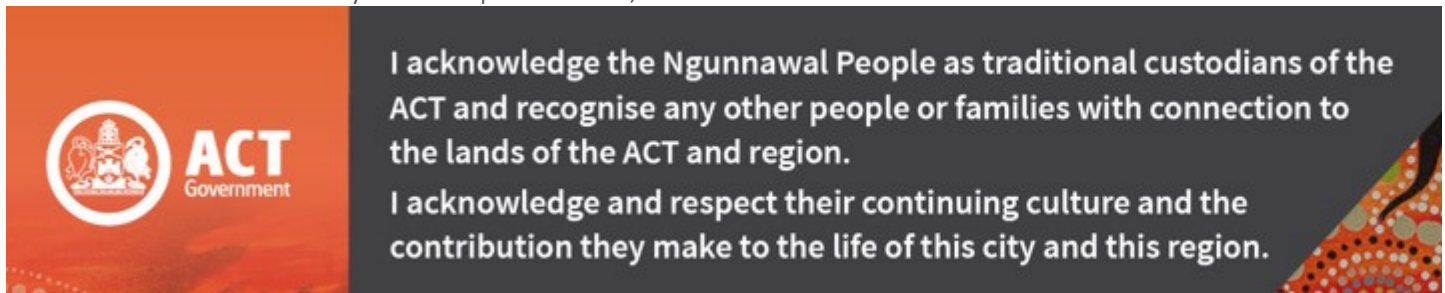 ACT
Government
I acknowledge the Ngunnawal People as traditional custodians of the
ACT and recognise any other people or families with connection to
the lands of the ACT and region.
I acknowledge and respect their continuing culture and the
contribution they make to the life of this city and this region.